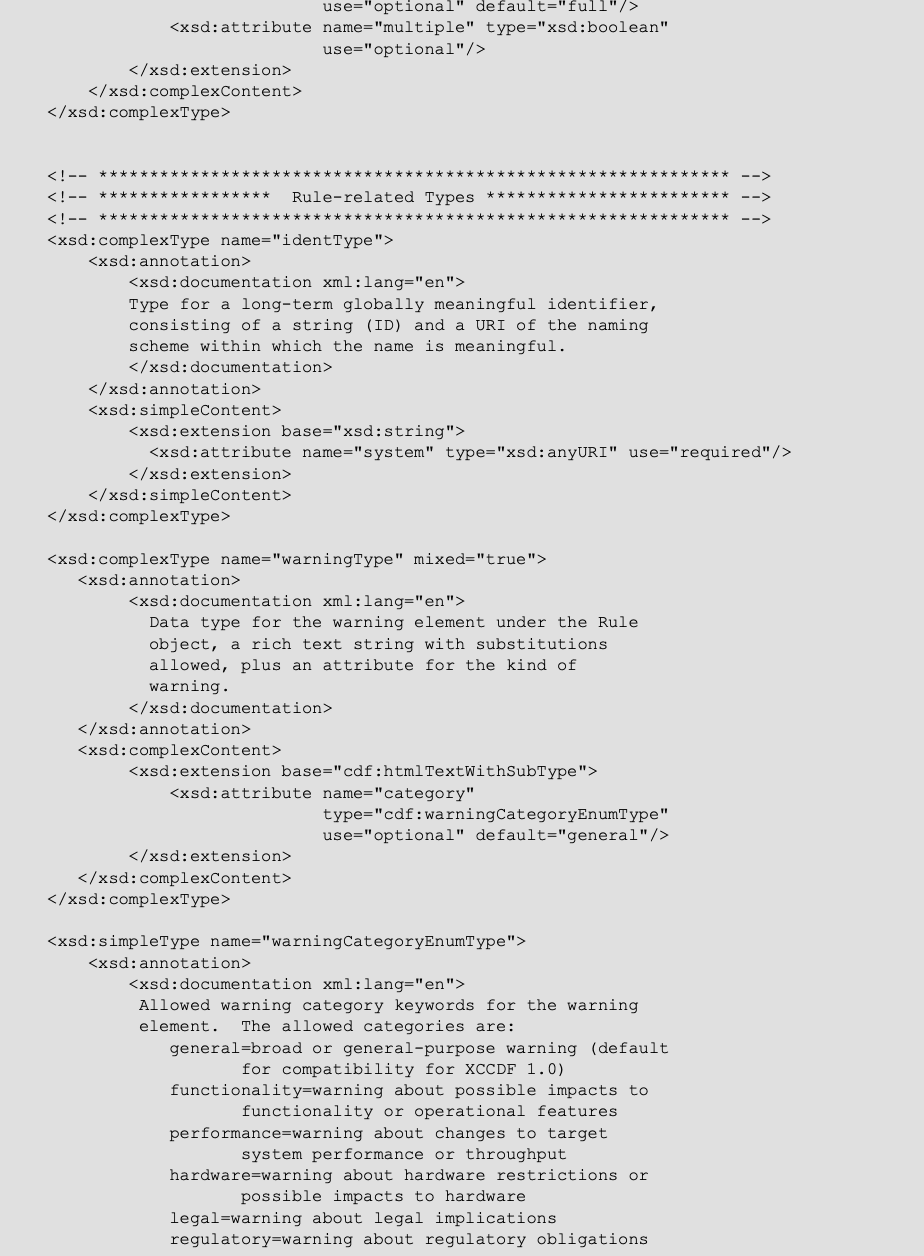 use="optional" default="full"/>
            <xsd:attribute name="multiple" type="xsd:boolean"
                           use="optional"/>
        </xsd:extension>
    </xsd:complexContent>
</xsd:complexType>


<!-- ************************************************************** -->
<!-- *****************  Rule-related Types ************************ -->
<!-- ************************************************************** -->
<xsd:complexType name="identType">
    <xsd:annotation>
        <xsd:documentation xml:lang="en">
        Type for a long-term globally meaningful identifier,
        consisting of a string (ID) and a URI of the naming
        scheme within which the name is meaningful.
        </xsd:documentation>
    </xsd:annotation>
    <xsd:simpleContent>
        <xsd:extension base="xsd:string">
          <xsd:attribute name="system" type="xsd:anyURI" use="required"/>
        </xsd:extension>
    </xsd:simpleContent>
</xsd:complexType>

<xsd:complexType name="warningType" mixed="true">
   <xsd:annotation>
        <xsd:documentation xml:lang="en">
          Data type for the warning element under the Rule
          object, a rich text string with substitutions
          allowed, plus an attribute for the kind of
          warning.
        </xsd:documentation>
   </xsd:annotation>
   <xsd:complexContent>
        <xsd:extension base="cdf:htmlTextWithSubType">
            <xsd:attribute name="category"
                           type="cdf:warningCategoryEnumType"
                           use="optional" default="general"/>
        </xsd:extension>
   </xsd:complexContent>
</xsd:complexType>

<xsd:simpleType name="warningCategoryEnumType">
    <xsd:annotation>
        <xsd:documentation xml:lang="en">
         Allowed warning category keywords for the warning
         element.  The allowed categories are:
            general=broad or general-purpose warning (default
                   for compatibility for XCCDF 1.0)
            functionality=warning about possible impacts to
                   functionality or operational features
            performance=warning about changes to target
                   system performance or throughput
            hardware=warning about hardware restrictions or
                   possible impacts to hardware
            legal=warning about legal implications
            regulatory=warning about regulatory obligations